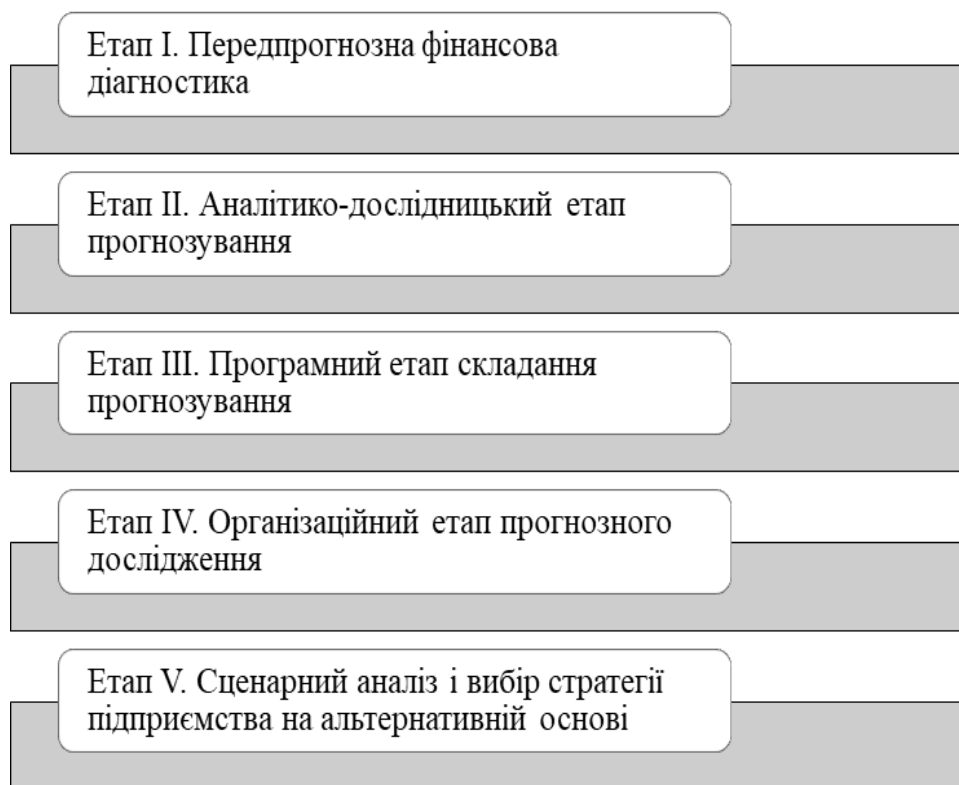 Етап І. Передпрогнозна фінансова
діагностика
Етап ІІ. Аналітико-дослідницький етап
прогнозування
Етап ІІІ. Програмний етап складання
прогнозування
Етап IV. Організаційний етап прогнозного
дослідження
Етап V. Сценарний аналіз і вибір стратегії
підприємства на альтернативній основі